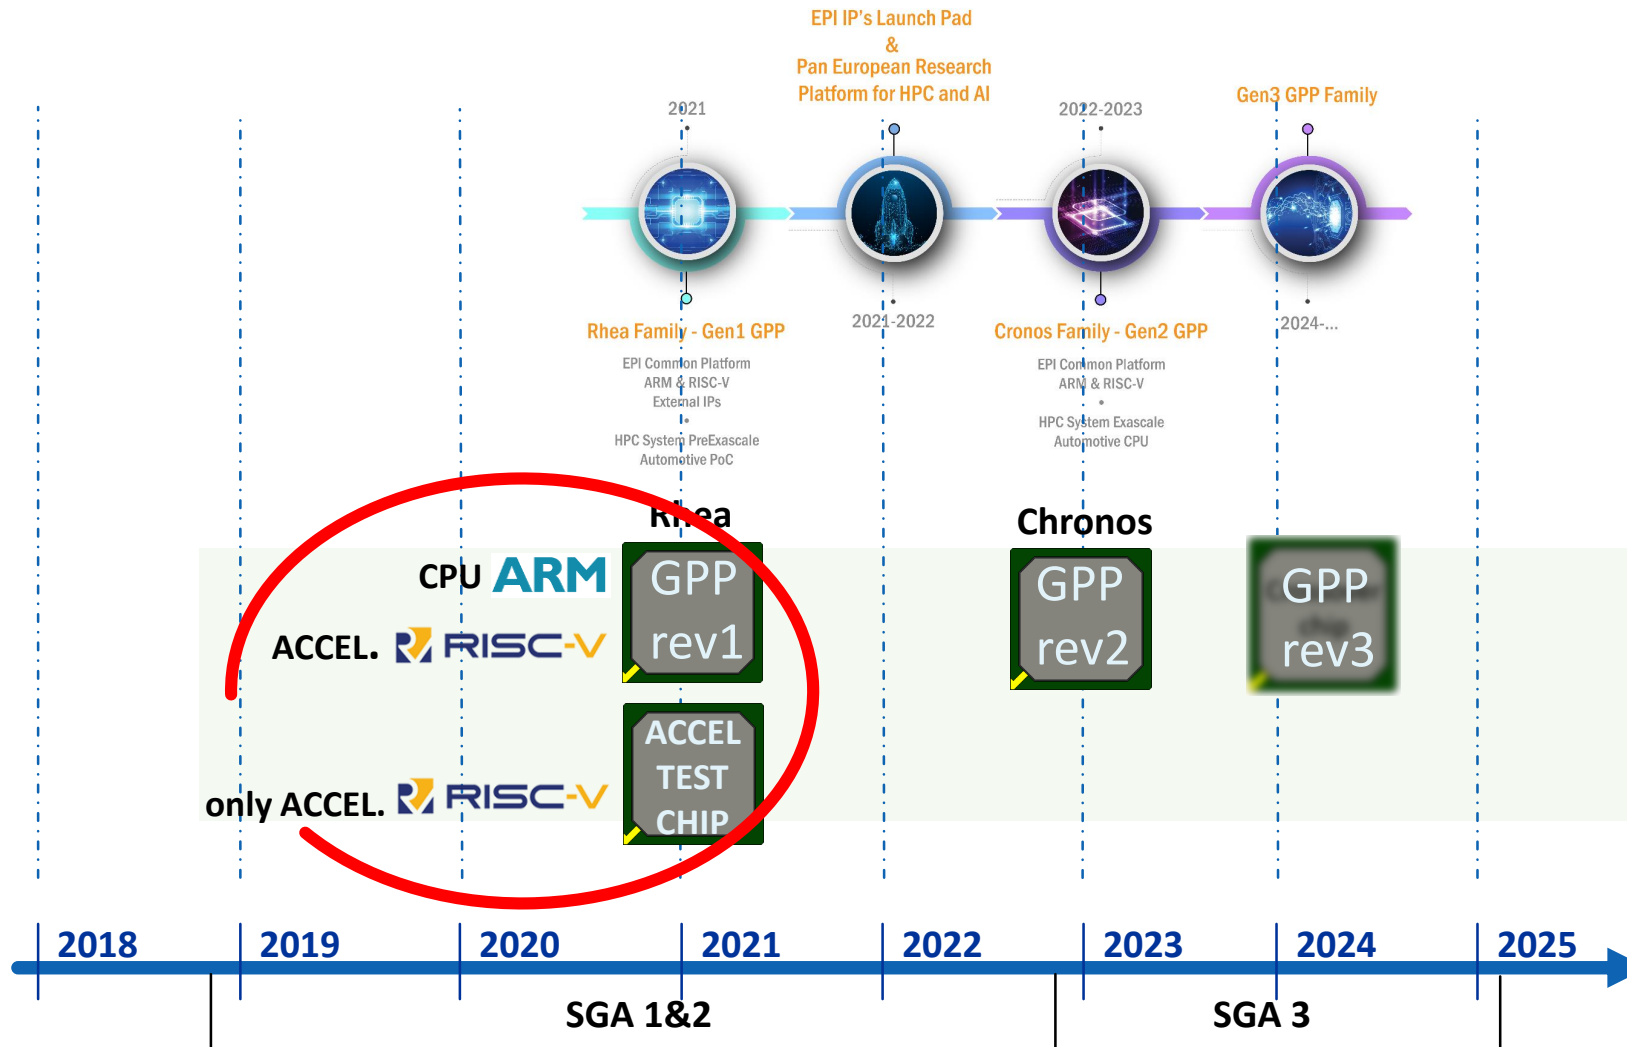 EPI IP's Launch Pad
&
Pan European Research
Platform for HPC and AI
2021
2022-2023
Gen3 GPP Family
Rhea Family - Gen1 GPP
EPI Common Platform
ARM & RISC-V
External IPs
•
HPC System PreExascale
Automotive PoC
2021-2022
Cronos Family - Gen2 GPP
EPI Common Platform
ARM & RISC-V
•
HPC System Exascale
Automotive CPU
2024-...
Rhea
Chronos
CPU ARM
GPP
rev1
ACCEL. RISC-V
GPP
rev2
GPP
rev3
chip
only ACCEL. RISC-V
ACCEL
TEST
CHIP
2018 2019 2020 2021 2022 2023 2024 2025
SGA 1&2
SGA 3